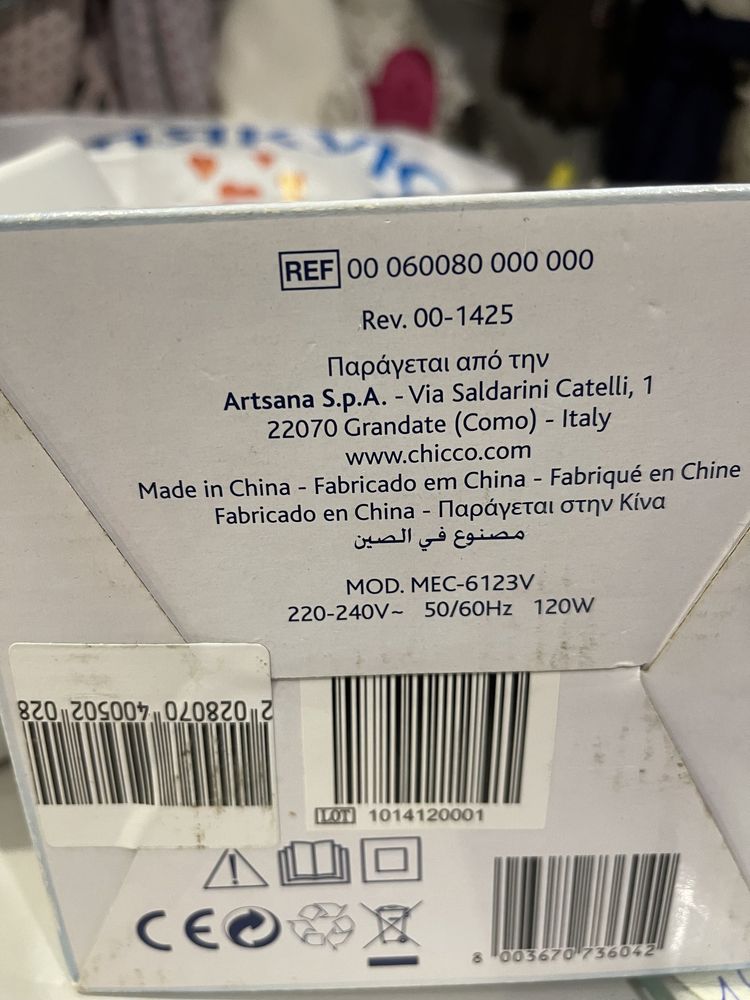 REF 00 060080 000 000
Rev. 00-1425
Παράγεται από την
Artsana S.p.A. - Via Saldarini Catelli, 1
22070 Grandate (Como) - Italy
www.chicco.com
Made in China - Fabricado em China - Fabriqué en Chine
Fabricado en China - Παράγεται στην Κίνα
مصنوع في الصين
MOD. MEC-6123V
220-240V~ 50/60Hz 120W
2 028070 400502 028
LOT 1014120001
CE
8 003670 736042